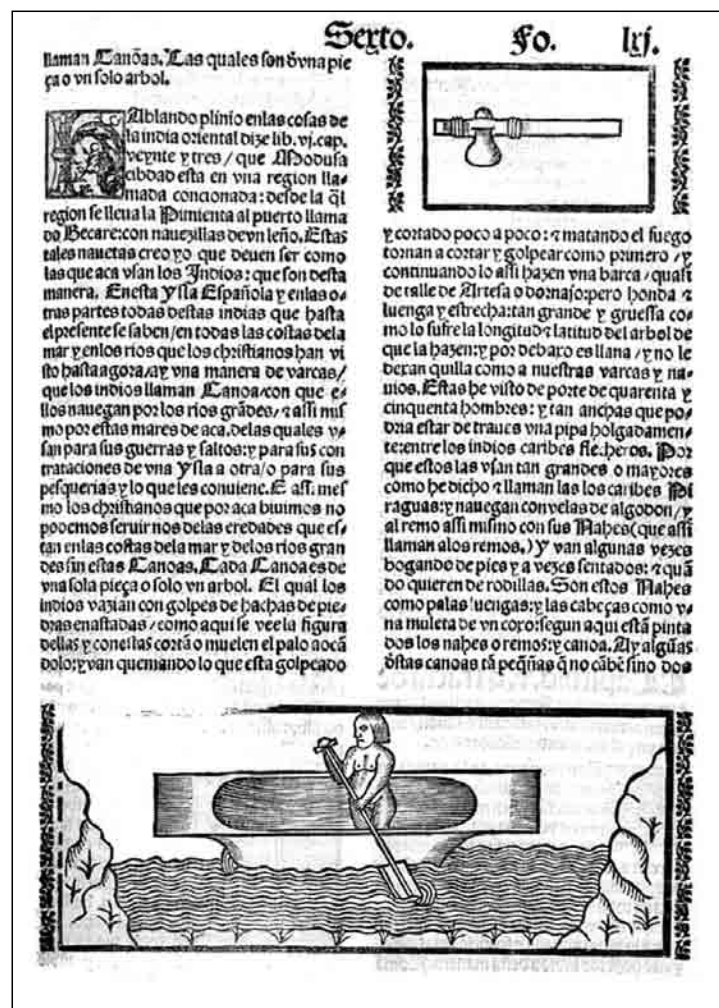 Sexto. Fo. lxj.
llaman Canoas. Las quales son ďvna pie
ça o vn solo arbol.
HAblando plinio enlas cosas de
la india oriental dize lib. vj. cap.
veynte y tres / que Modusa
cibdad esta en vna region lla-
mada concionada: desde la q̃l
region se lleua la Pimienta al puerto llama
do Becare: con nauezillas de vn leño. Estas
tales nauetas creo yo que deuen ser como
las que aca vsan los Indios: que son desta
manera. Enesta Ysla Española y enlas o-
tras partes todas destas indias que hasta
el presente se saben / en todas las costas dela
mar y enlos rios que los christianos han vi
sto hasta agora / ay vna manera de varcas /
que los indios llaman Canoa / con que e-
llos nauegan por los rios grãdes / ⁊ assi mis
mo por estas mares de aca. delas quales v-
san para sus guerras y saltos: y para sus con
trataciones de vna Ysla a otra / o para sus
pesquerias y lo que les conuiene. E assi mes
mo los christianos que por aca biuimos no
podemos seruir nos delas eredades que es-
tan enlas costas dela mar y delos rios gran
des sin estas Canoas. Cada Canoa es de
vna sola pieça o solo vn arbol. El qual los
indios vazian con golpes de hachas de pie-
dras enastadas / como aqui se vee la figura
dellas y conestas cortã o muelen el palo aocã
dolo: y van quemando lo que esta golpeado
y cortado poco a poco: ⁊ matando el fuego
tornan a cortar y golpear como primero / y
continuando lo assi hazen vna barca / quasi
de talle de Artesa o dornajo: pero honda ⁊
luenga y estrecha: tan grande y gruessa co-
mo lo sufre la longitud ⁊ latitud del arbol de
que la hazen: y por debaxo es llana / y no le
dexan quilla como a nuestras varcas y na-
uios. Estas he visto de porte de quarenta y
cinquenta hombres: y tan anchas que po-
dria estar de traues vna pipa holgadamen-
te: entre los indios caribes flecheros. Por
que estos las vsan tan grandes o mayores
como he dicho ⁊ llaman las los caribes Pi
raguas: y nauegan con velas de algodon / y
al remo assi mismo con sus Nahes (que assi
llaman alos remos.) Y van algunas vezes
bogando de pies y a vezes sentados: ⁊ quã
do quieren de rodillas. Son estos Nahes
como palas luengas: y las cabeças como v-
na muleta de vn coxo: segun aqui estã pinta
dos los nahes o remos: y canoa. Ay algũas
ďstas canoas tã peq̃ñas q̃ no cabẽ sino dos